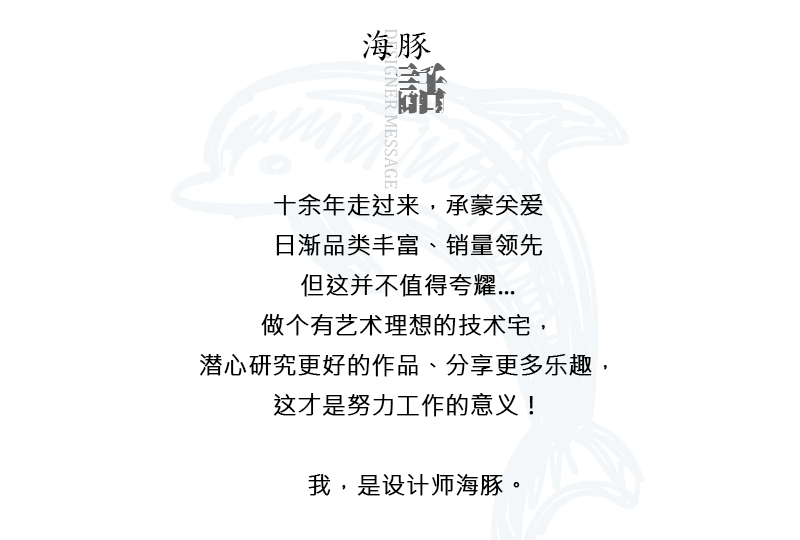 海豚
話
DESIGNER MESSAGE
十余年走过来，承蒙关爱
日渐品类丰富、销量领先
但这并不值得夸耀...
做个有艺术理想的技术宅，
潜心研究更好的作品、分享更多乐趣，
这才是努力工作的意义！
我，是设计师海豚。